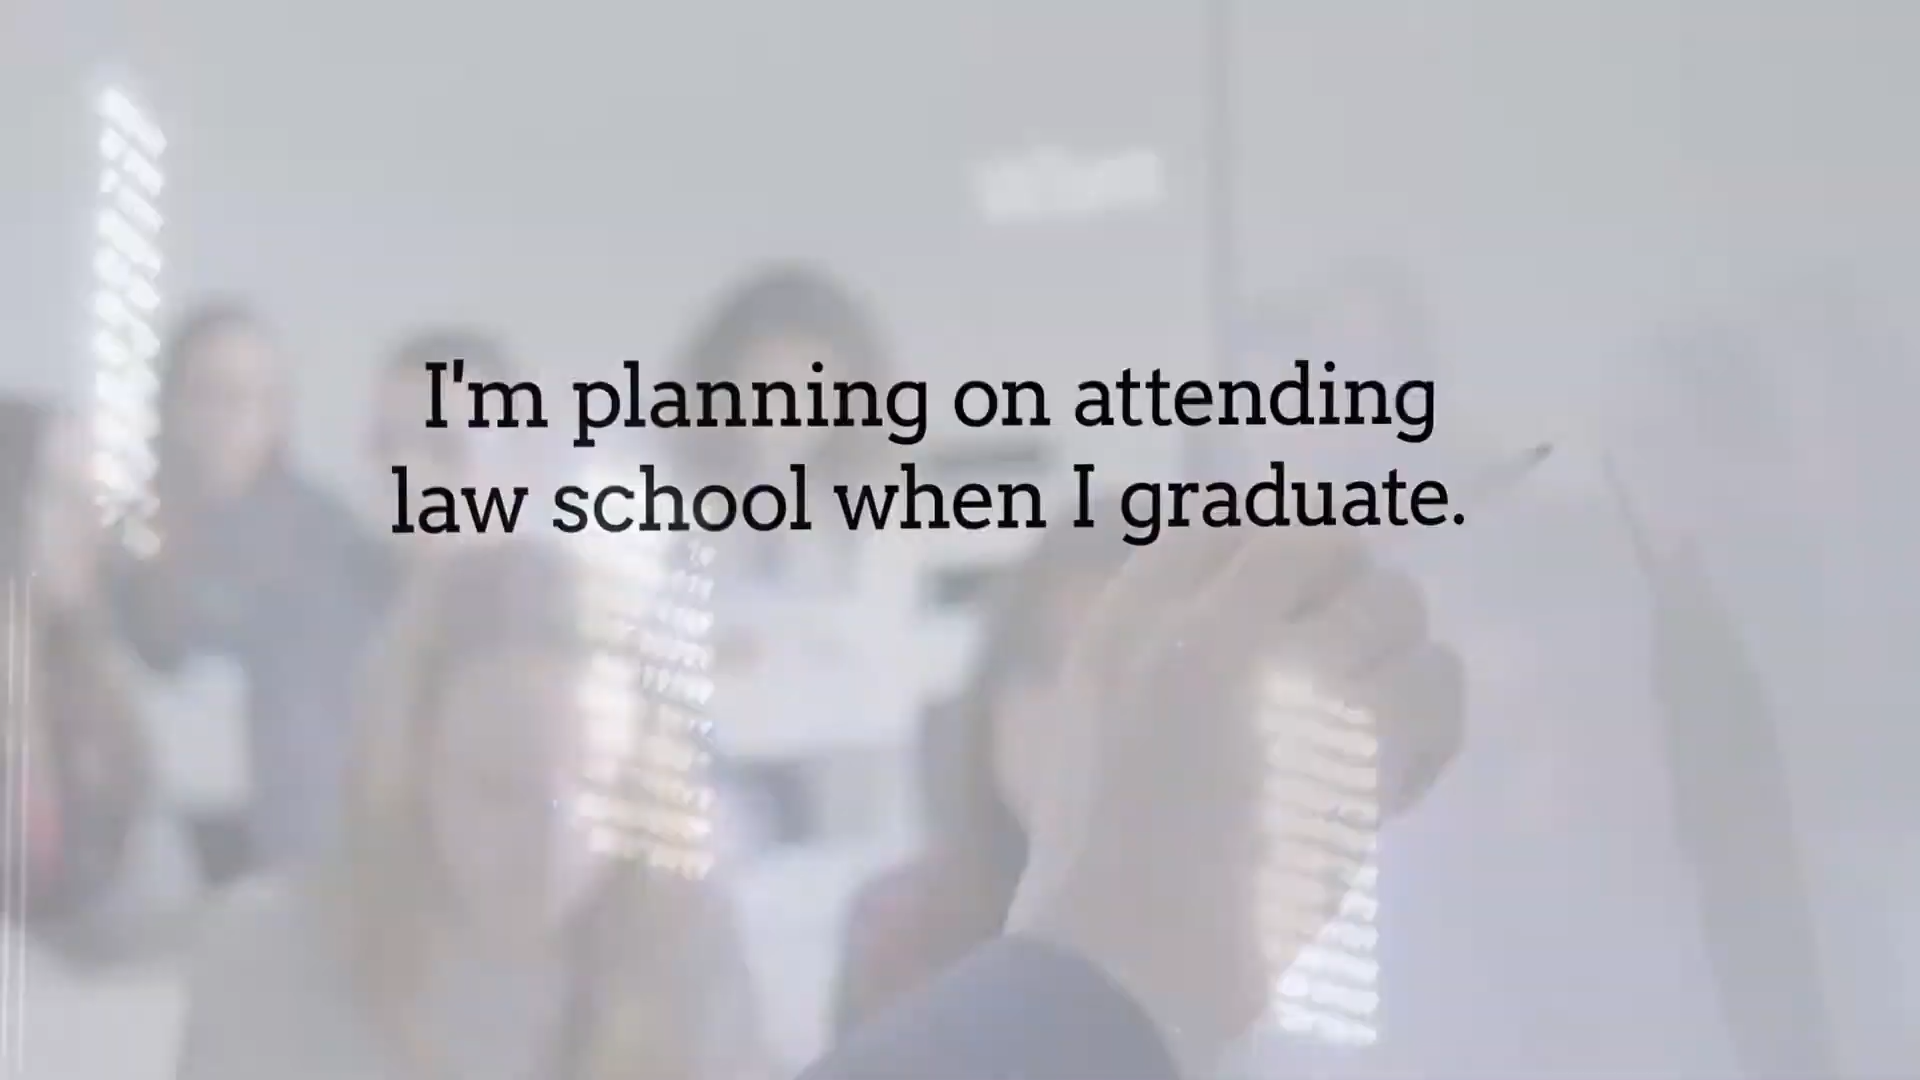 I'm planning on attending
law school when I graduate.